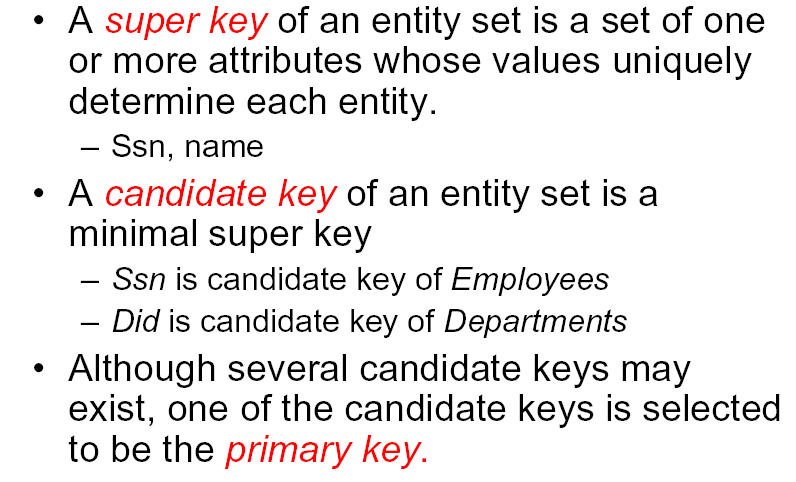 • A super key of an entity set is a set of one
or more attributes whose values uniquely
determine each entity.
– Ssn, name
• A candidate key of an entity set is a
minimal super key
– Ssn is candidate key of Employees
– Did is candidate key of Departments
• Although several candidate keys may
exist, one of the candidate keys is selected
to be the primary key.